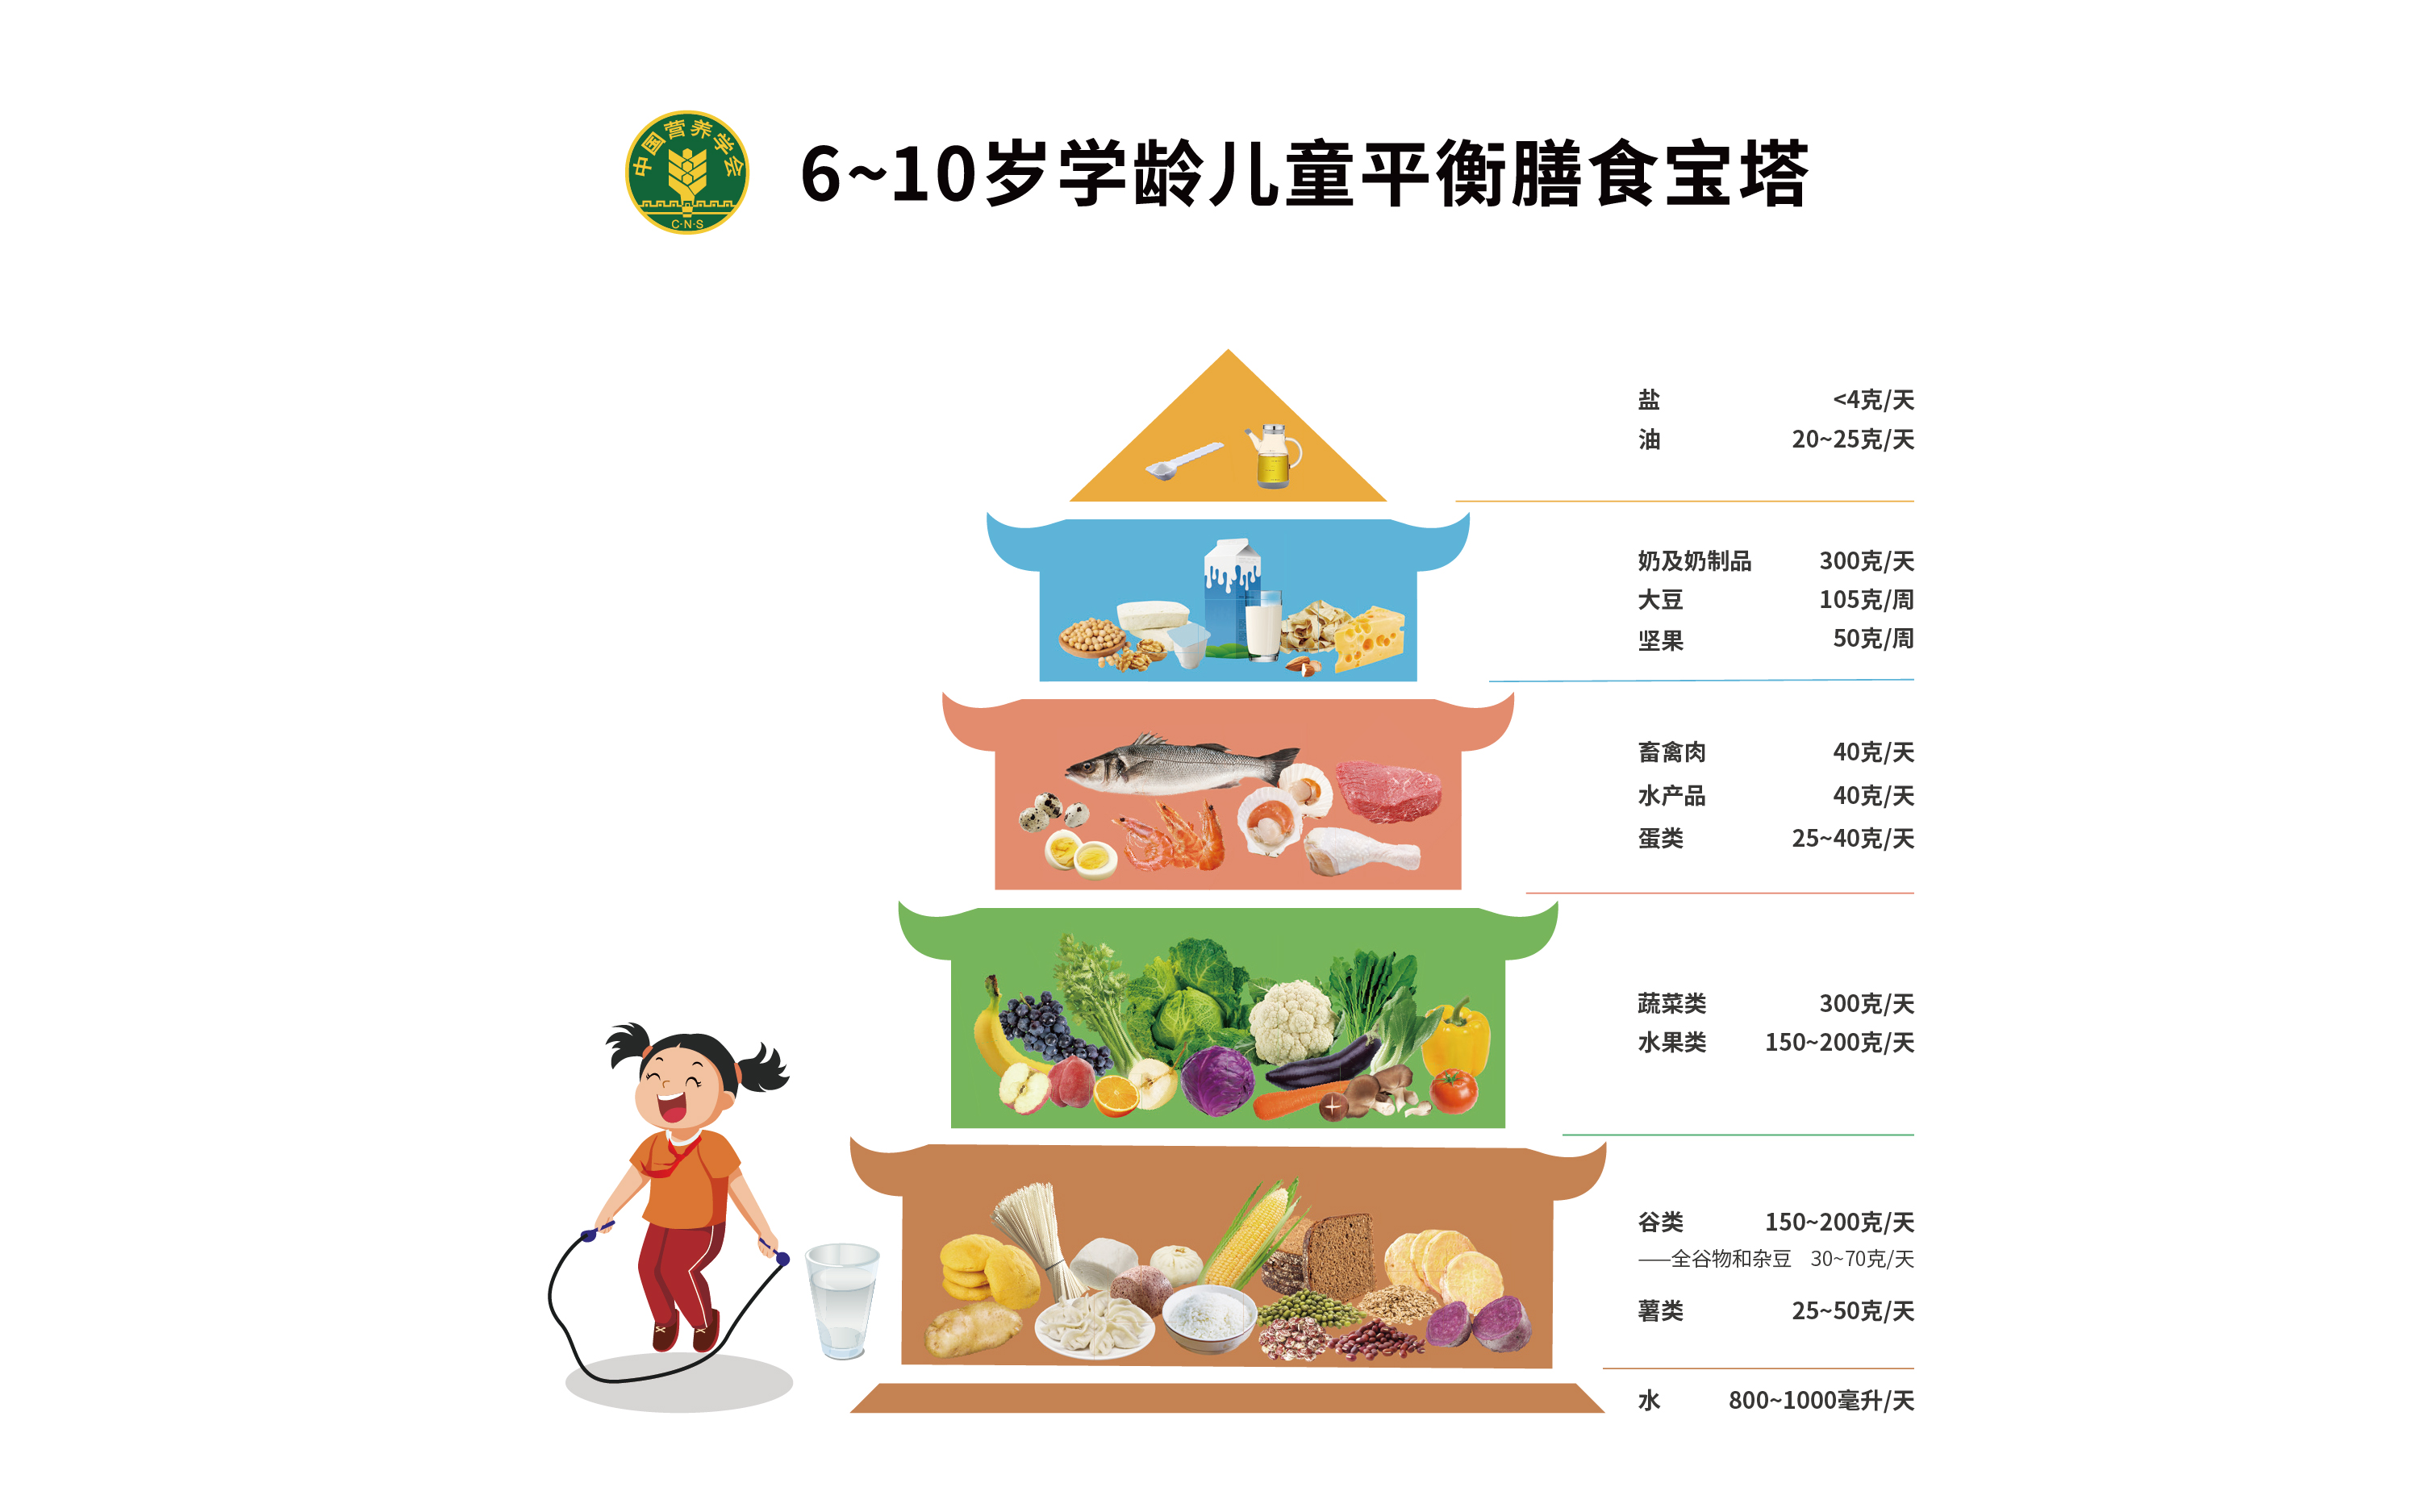 中国营养学会
C·N·S
6~10岁学龄儿童平衡膳食宝塔
盐 <4克/天
油 20~25克/天
奶及奶制品 300克/天
大豆 105克/周
坚果 50克/周
畜禽肉 40克/天
水产品 40克/天
蛋类 25~40克/天
蔬菜类 300克/天
水果类 150~200克/天
谷类 150~200克/天
——全谷物和杂豆 30~70克/天
薯类 25~50克/天
水 800~1000毫升/天